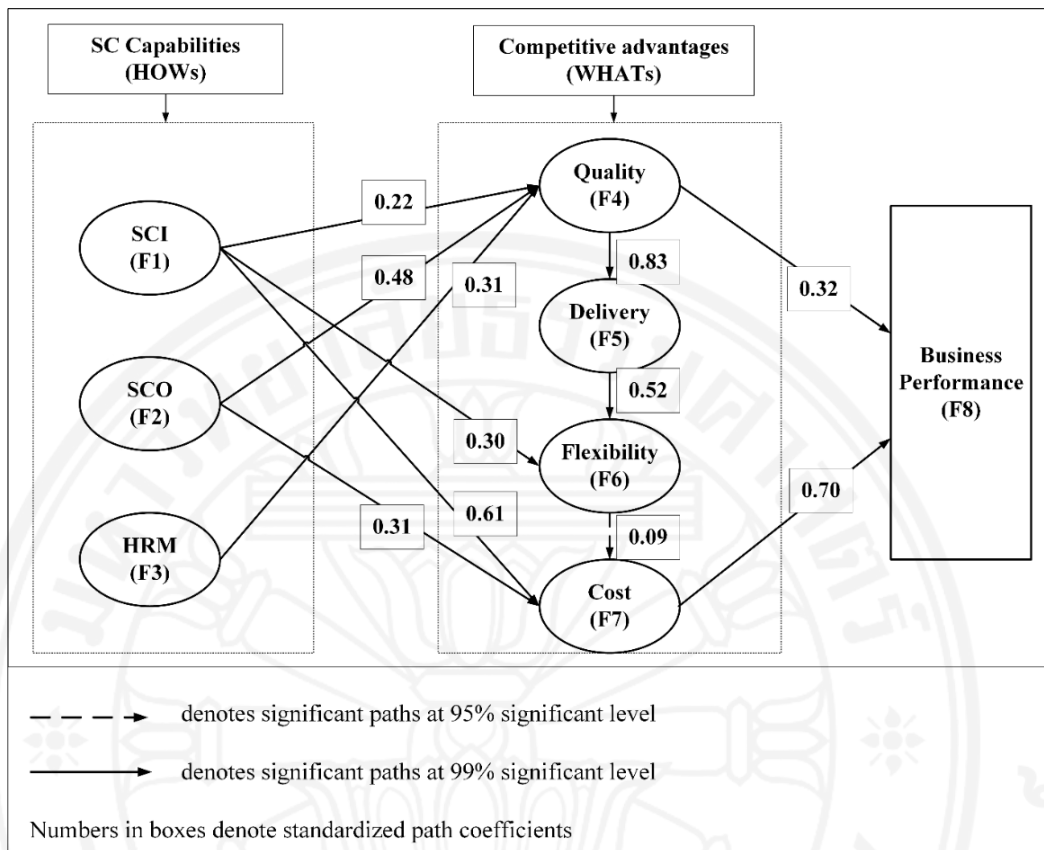 SC Capabilities
(HOWs)
Competitive advantages
(WHATs)
SCI
(F1)
SCO
(F2)
HRM
(F3)
0.22
0.48
0.31
0.30
0.61
0.31
Quality
(F4)
0.83
Delivery
(F5)
0.52
Flexibility
(F6)
0.09
Cost
(F7)
0.32
0.70
Business
Performance
(F8)
denotes significant paths at 95% significant level
denotes significant paths at 99% significant level
Numbers in boxes denote standardized path coefficients